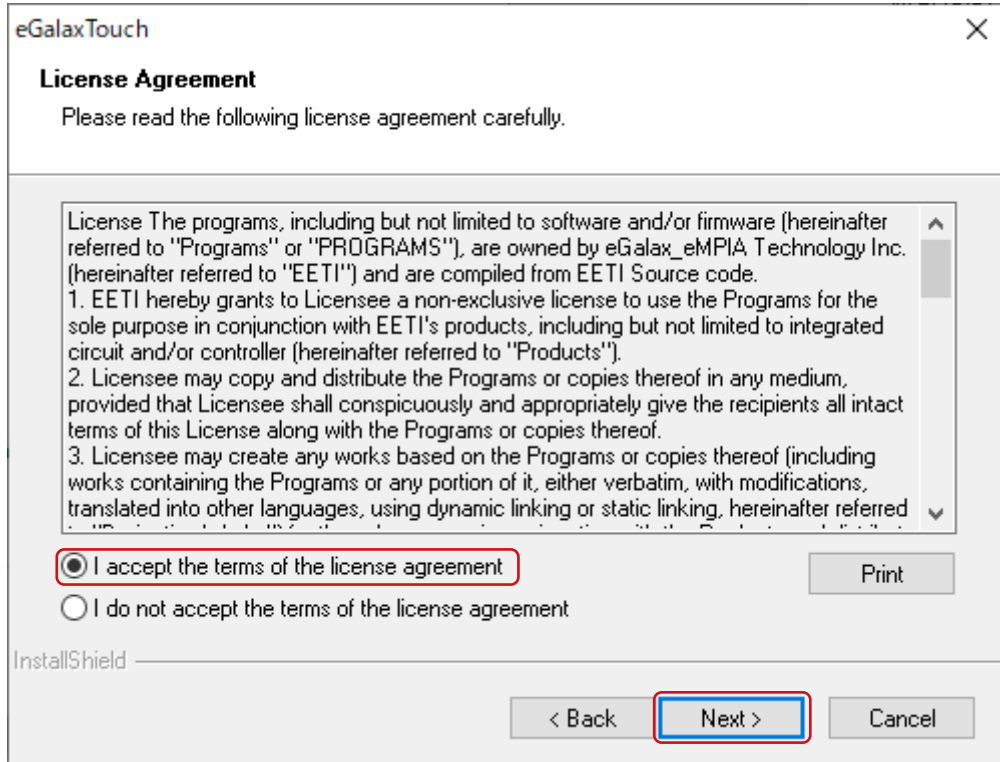 eGalaxTouch
License Agreement
Please read the following license agreement carefully.
License The programs, including but not limited to software and/or firmware (hereinafter
referred to "Programs" or "PROGRAMS"), are owned by eGalax_eMPIA Technology Inc.
(hereinafter referred to "EETI") and are compiled from EETI Source code.
1. EETI hereby grants to Licensee a non-exclusive license to use the Programs for the
sole purpose in conjunction with EETI's products, including but not limited to integrated
circuit and/or controller (hereinafter referred to "Products").
2. Licensee may copy and distribute the Programs or copies thereof in any medium,
provided that Licensee shall conspicuously and appropriately give the recipients all intact
terms of this License along with the Programs or copies thereof.
3. Licensee may create any works based on the Programs or copies thereof (including
works containing the Programs or any portion of it, either verbatim, with modifications,
translated into other languages, using dynamic linking or static linking, hereinafter referred
I accept the terms of the license agreement
Print
I do not accept the terms of the license agreement
InstallShield
< Back
Next >
Cancel